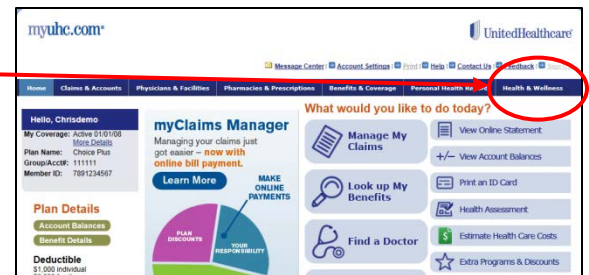 myuhc.com®
UnitedHealthcare®
Message Center Account Settings Print Help Contact Us Feedback
Home Claims & Accounts Physicians & Facilities Pharmacies & Prescriptions Benefits & Coverage Personal Health Record Health & Wellness
Hello, Chrisdemo
My Coverage: Active 01/01/08
More Details
Plan Name: Choice Plus
Group/Acct#: 111111
Member ID: 7891234567
Plan Details
Account Balances
Benefit Details
Deductible
$1,000 individual
myClaims Manager
Managing your claims just
got easier – now with
online bill payment.
Learn More
MAKE
ONLINE
PAYMENTS
PLAN
DISCOUNTS
YOUR
RESPONSIBILITY
What would you like to do today?
Manage My
Claims
Look up My
Benefits
Find a Doctor
View Online Statement
+/– View Account Balances
Print an ID Card
Health Assessment
$ Estimate Health Care Costs
Extra Programs & Discounts